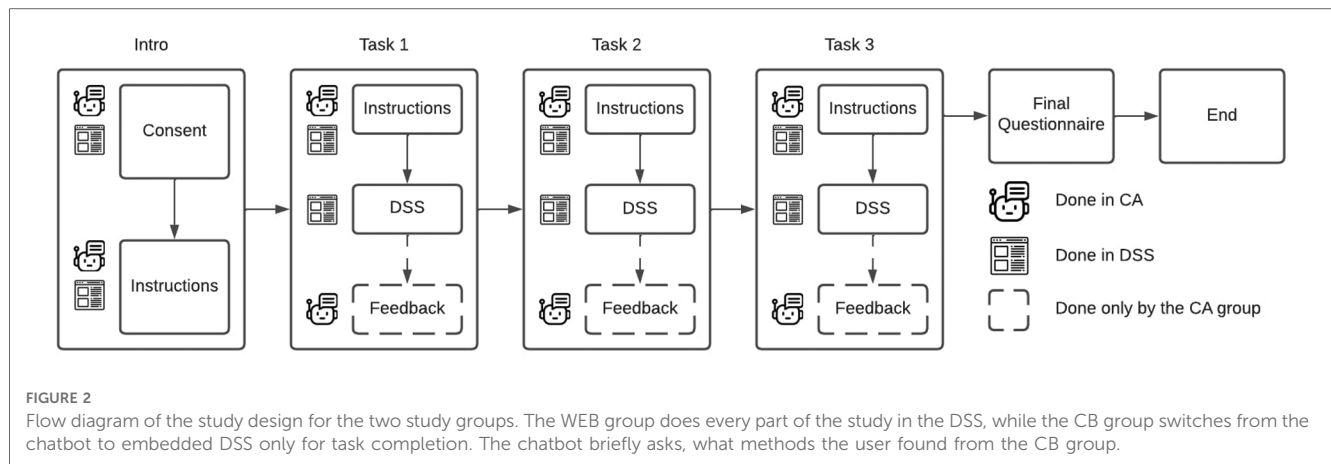 Intro
Task 1
Task 2
Task 3
Consent
Instructions
Instructions
DSS
Feedback
Instructions
DSS
Feedback
Instructions
DSS
Feedback
Final
Questionnaire
End
Done in CA
Done in DSS
Done only by the CA group
FIGURE 2
Flow diagram of the study design for the two study groups. The WEB group does every part of the study in the DSS, while the CB group switches from the
chatbot to embedded DSS only for task completion. The chatbot briefly asks, what methods the user found from the CB group.